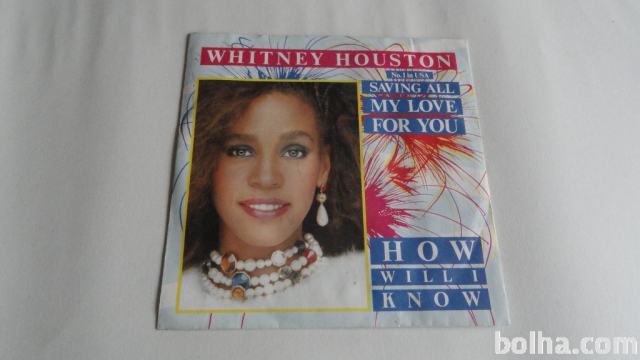 WHITNEY HOUSTON
No. 1 in USA
SAVING ALL
MY LOVE
FOR YOU
HOW
WILL I
KNOW
bolha.com